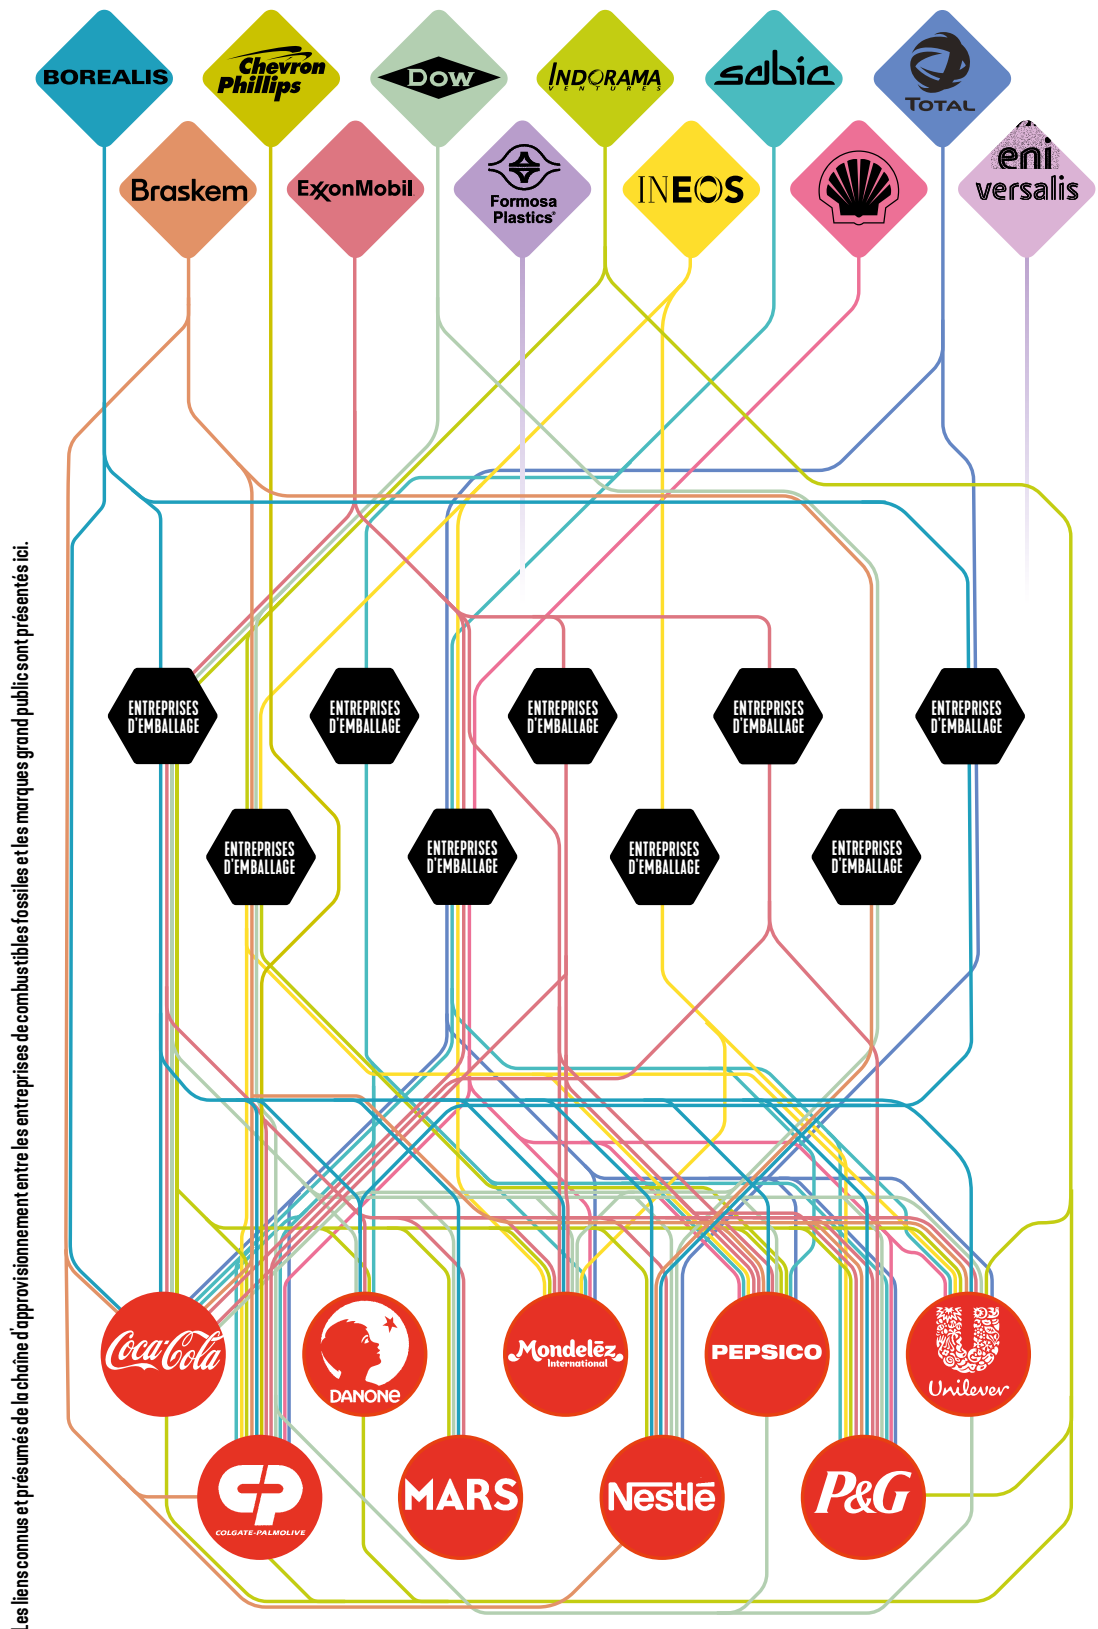 BOREALIS
Chevron
Phillips
Dow
INDORAMA
VENTURES
sabic
TOTAL
Braskem
ExxonMobil
Formosa
Plastics®
INEOS
eni
versalis
Les liens connus et présumés de la chaîne d'approvisionnement entre les entreprises de combustibles fossiles et les marques grand public sont présentés ici.
ENTREPRISES
D'EMBALLAGE
ENTREPRISES
D'EMBALLAGE
ENTREPRISES
D'EMBALLAGE
ENTREPRISES
D'EMBALLAGE
ENTREPRISES
D'EMBALLAGE
ENTREPRISES
D'EMBALLAGE
ENTREPRISES
D'EMBALLAGE
ENTREPRISES
D'EMBALLAGE
ENTREPRISES
D'EMBALLAGE
Coca-Cola
DANONE
Mondelēz
International
PEPSICO
Unilever
CP
COLGATE-PALMOLIVE
MARS
Nestlé
P&G